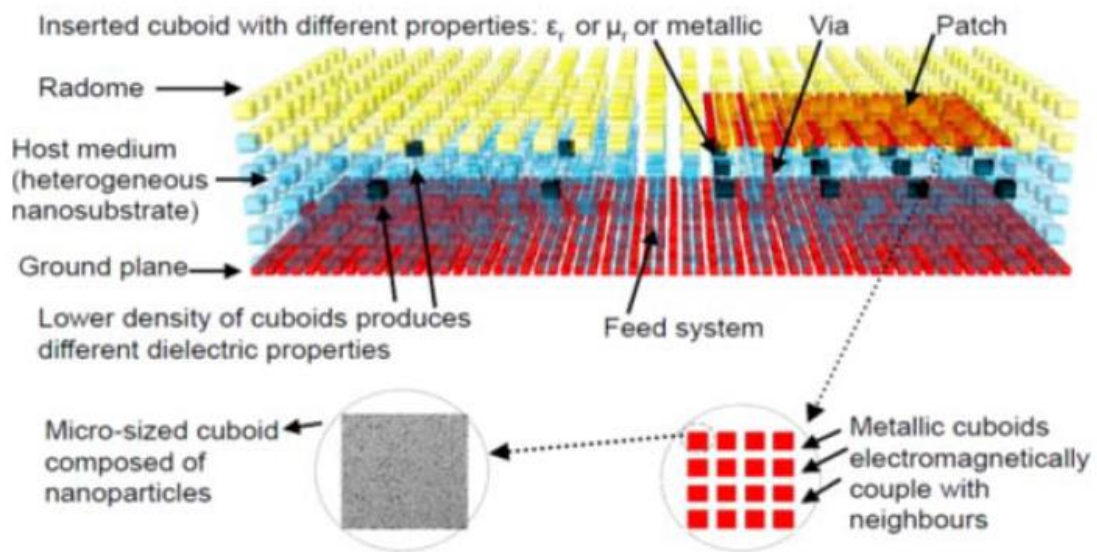 Inserted cuboid with different properties: εr or μr or metallic
Via
Patch
Radome
Host medium
(heterogeneous
nanosubstrate)
Ground plane
Lower density of cuboids produces
different dielectric properties
Feed system
Micro-sized cuboid
composed of
nanoparticles
Metallic cuboids
electromagnetically
couple with
neighbours